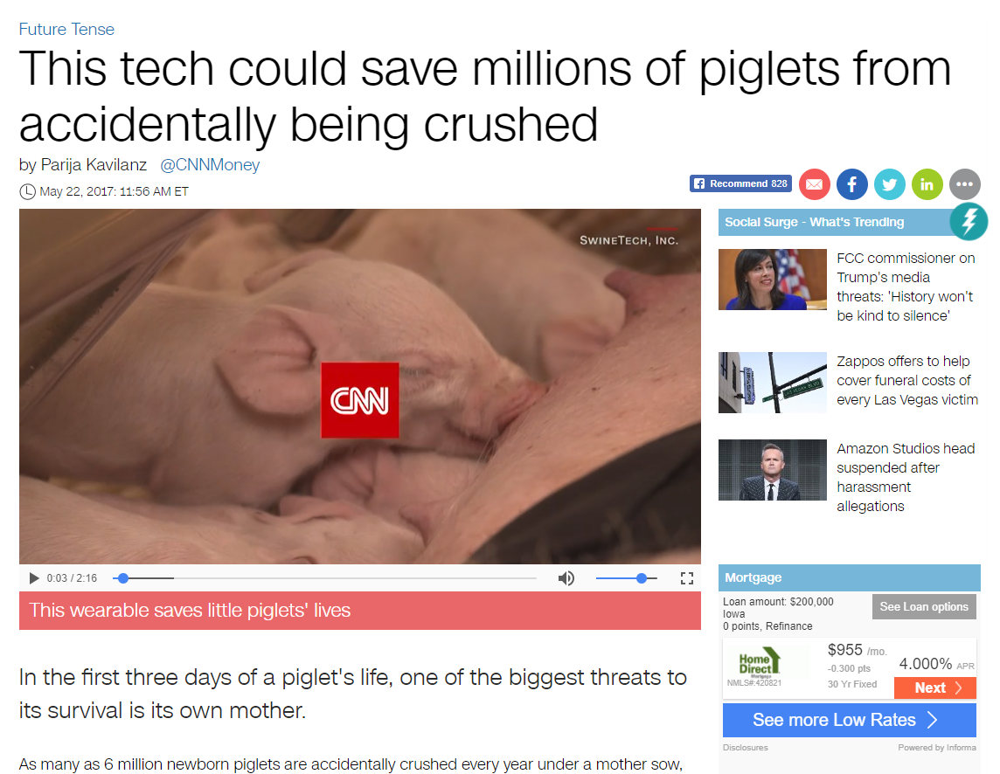 Future Tense
This tech could save millions of piglets from
accidentally being crushed
by Parija Kavilanz @CNNMoney
May 22, 2017: 11:56 AM ET
Recommend 828
in
SWINETECH, INC.
CNN
0:03 / 2:16
This wearable saves little piglets' lives
In the first three days of a piglet's life, one of the biggest threats to
its survival is its own mother.
As many as 6 million newborn piglets are accidentally crushed every year under a mother sow,
Social Surge - What's Trending
FCC commissioner on
Trump's media
threats: 'History won't
be kind to silence'
Zappos offers to help
cover funeral costs of
every Las Vegas victim
Amazon Studios head
suspended after
harassment
allegations
Mortgage
Loan amount: $200,000
Iowa
0 points, Refinance
See Loan options
Home
Direct
Mortgage
NMLS#:420821
$955 /mo.
-0.300 pts
30 Yr Fixed
4.000% APR
Next
See more Low Rates
Disclosures
Powered by Informa